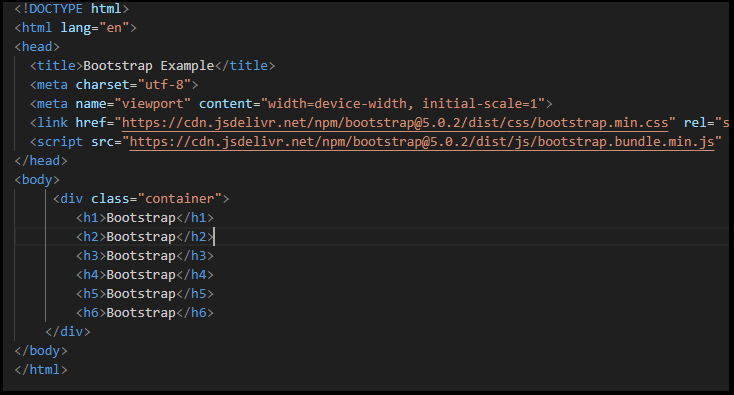 <!DOCTYPE html>
<html lang="en">
<head>
  <title>Bootstrap Example</title>
  <meta charset="utf-8">
  <meta name="viewport" content="width=device-width, initial-scale=1">
  <link href="https://cdn.jsdelivr.net/npm/bootstrap@5.0.2/dist/css/bootstrap.min.css" rel="s
  <script src="https://cdn.jsdelivr.net/npm/bootstrap@5.0.2/dist/js/bootstrap.bundle.min.js"
</head>
<body>
     <div class="container">
        <h1>Bootstrap</h1>
        <h2>Bootstrap</h2>
        <h3>Bootstrap</h3>
        <h4>Bootstrap</h4>
        <h5>Bootstrap</h5>
        <h6>Bootstrap</h6>
    </div>
</body>
</html>